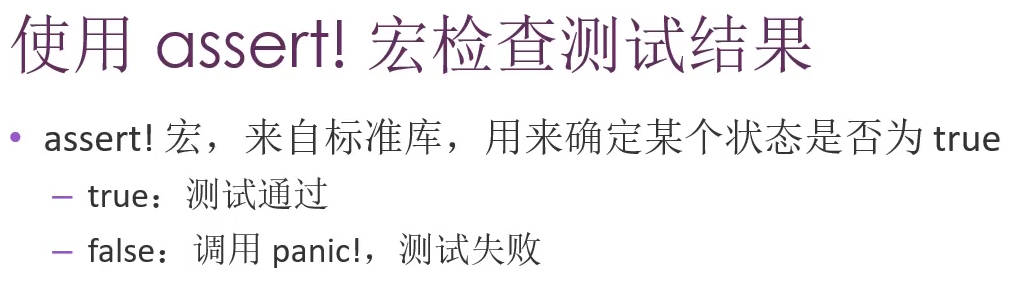 使用 assert! 宏检查测试结果
• assert! 宏，来自标准库，用来确定某个状态是否为 true
– true：测试通过
– false：调用 panic!，测试失败